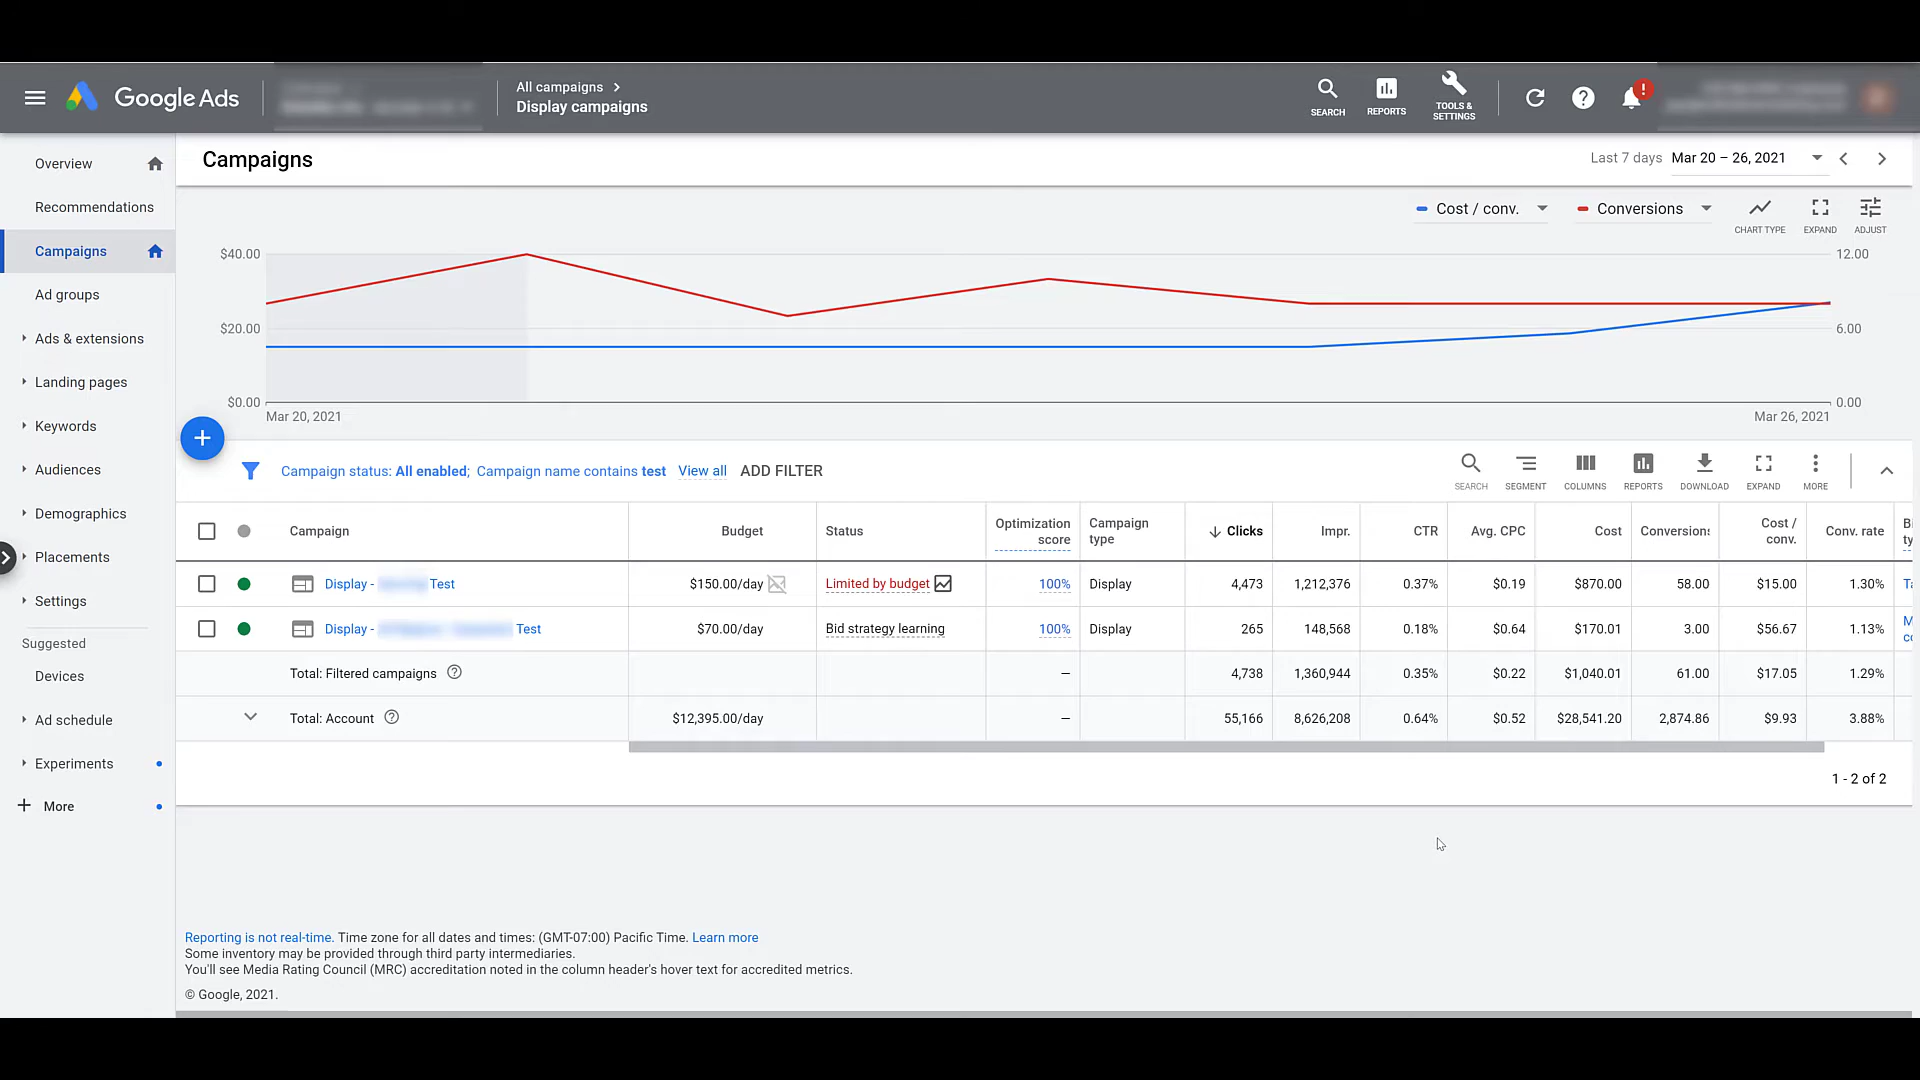 Google Ads
All campaigns
Display campaigns
SEARCH
REPORTS
TOOLS & SETTINGS
!
Overview
Recommendations
Campaigns
Ad groups
Ads & extensions
Landing pages
Keywords
Audiences
Demographics
Placements
Settings
Suggested
Devices
Ad schedule
Experiments
More
Campaigns
Last 7 days Mar 20 – 26, 2021
Cost / conv.
Conversions
CHART TYPE
EXPAND
ADJUST
$40.00
$20.00
$0.00
12.00
6.00
0.00
Mar 20, 2021
Mar 26, 2021
Campaign status: All enabled; Campaign name contains test View all ADD FILTER
SEARCH
SEGMENT
COLUMNS
REPORTS
DOWNLOAD
EXPAND
MORE
Campaign Budget Status Optimization score Campaign type Clicks Impr. CTR Avg. CPC Cost Conversions Cost / conv. Conv. rate
Display - Test $150.00/day Limited by budget 100% Display 4,473 1,212,376 0.37% $0.19 $870.00 58.00 $15.00 1.30%
Display - Test $70.00/day Bid strategy learning 100% Display 265 148,568 0.18% $0.64 $170.01 3.00 $56.67 1.13%
Total: Filtered campaigns — 4,738 1,360,944 0.35% $0.22 $1,040.01 61.00 $17.05 1.29%
Total: Account $12,395.00/day — 55,166 8,626,208 0.64% $0.52 $28,541.20 2,874.86 $9.93 3.88%
1 - 2 of 2
Reporting is not real-time. Time zone for all dates and times: (GMT-07:00) Pacific Time. Learn more
Some inventory may be provided through third party intermediaries.
You'll see Media Rating Council (MRC) accreditation noted in the column header's hover text for accredited metrics.
© Google, 2021.